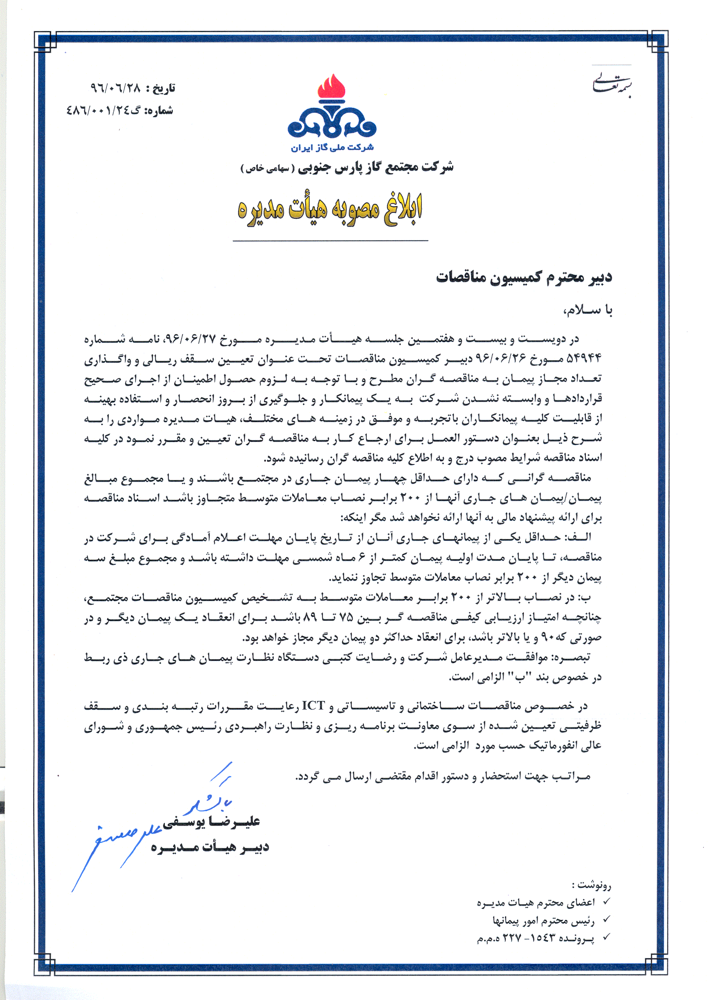 بسمه تعالی
تاریخ : ۹٦/۰٦/۲۸
شماره: گ٤۸٦/۰۰۱/۲٤
شرکت ملی گاز ایران
شرکت مجتمع گاز پارس جنوبی ( سهامی خاص )
ابلاغ مصوبه هیأت مدیره
دبیر محترم کمیسیون مناقصات
با سلام،
در دویست و بیست و هفتمین جلسه هیأت مدیره مورخ ۹۶/۰۶/۲۷، نامه شماره
۵۴۹۴۴ مورخ ۹۶/۰۶/۲۶ دبیر کمیسیون مناقصات تحت عنوان تعیین سقف ریالی و واگذاری
تعداد مجاز پیمان به مناقصه گران مطرح و با توجه به لزوم حصول اطمینان از اجرای صحیح
قراردادها و وابسته نشدن شرکت به یک پیمانکار و جلوگیری از بروز انحصار و استفاده بهینه
از قابلیت کلیه پیمانکاران باتجربه و موفق در زمینه های مختلف، هیات مدیره مواردی را به
شرح ذیل بعنوان دستور العمل برای ارجاع کار به مناقصه گران تعیین و مقرر نمود در کلیه
اسناد مناقصه شرایط مصوب درج و به اطلاع کلیه مناقصه گران رسانیده شود.
مناقصه گرانی که دارای حداقل چهار پیمان جاری در مجتمع باشند و یا مجموع مبالغ
پیمان/پیمان های جاری آنها از ۲۰۰ برابر نصاب معاملات متوسط متجاوز باشد اسناد مناقصه
برای ارائه پیشنهاد مالی به آنها ارائه نخواهد شد مگر اینکه:
الف: حداقل یکی از پیمانهای جاری آنان از تاریخ پایان مهلت اعلام آمادگی برای شرکت در
مناقصه، تا پایان مدت اولیه پیمان کمتر از ۶ ماه شمسی مهلت داشته باشد و مجموع مبلغ سه
پیمان دیگر از ۲۰۰ برابر نصاب معاملات متوسط تجاوز ننماید.
ب: در نصاب بالاتر از ۲۰۰ برابر معاملات متوسط به تشخیص کمیسیون مناقصات مجتمع،
چنانچه امتیاز ارزیابی کیفی مناقصه گر بین ۷۵ تا ۸۹ باشد برای انعقاد یک پیمان دیگر و در
صورتی که ۹۰ و یا بالاتر باشد، برای انعقاد حداکثر دو پیمان دیگر مجاز خواهد بود.
تبصره: موافقت مدیرعامل شرکت و رضایت کتبی دستگاه نظارت پیمان های جاری ذی ربط
در خصوص بند "ب" الزامی است.
در خصوص مناقصات ساختمانی و تاسیساتی و ICT رعایت مقررات رتبه بندی و سقف
ظرفیتی تعیین شده از سوی معاونت برنامه ریزی و نظارت راهبردی رئیس جمهوری و شورای
عالی انفورماتیک حسب مورد الزامی است.
مراتب جهت استحضار و دستور اقدام مقتضی ارسال می گردد.
با تشکر
علیرضا یوسفی
دبیر هیأت مدیره
رونوشت :
✓ اعضای محترم هیات مدیره
✓ رئیس محترم امور پیمانها
✓ پرونده ۱٥٤۳- ۲۲۷ ه.م.م